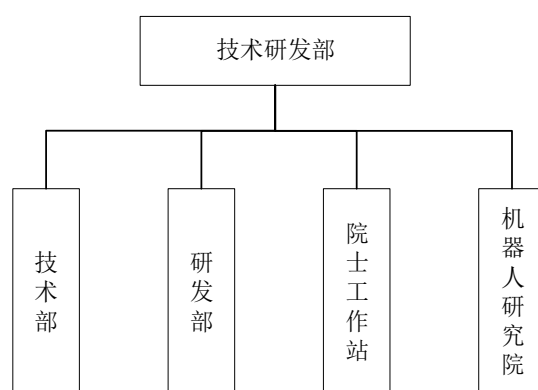 技术研发部
技术部
研发部
院士工作站
机器人研究院